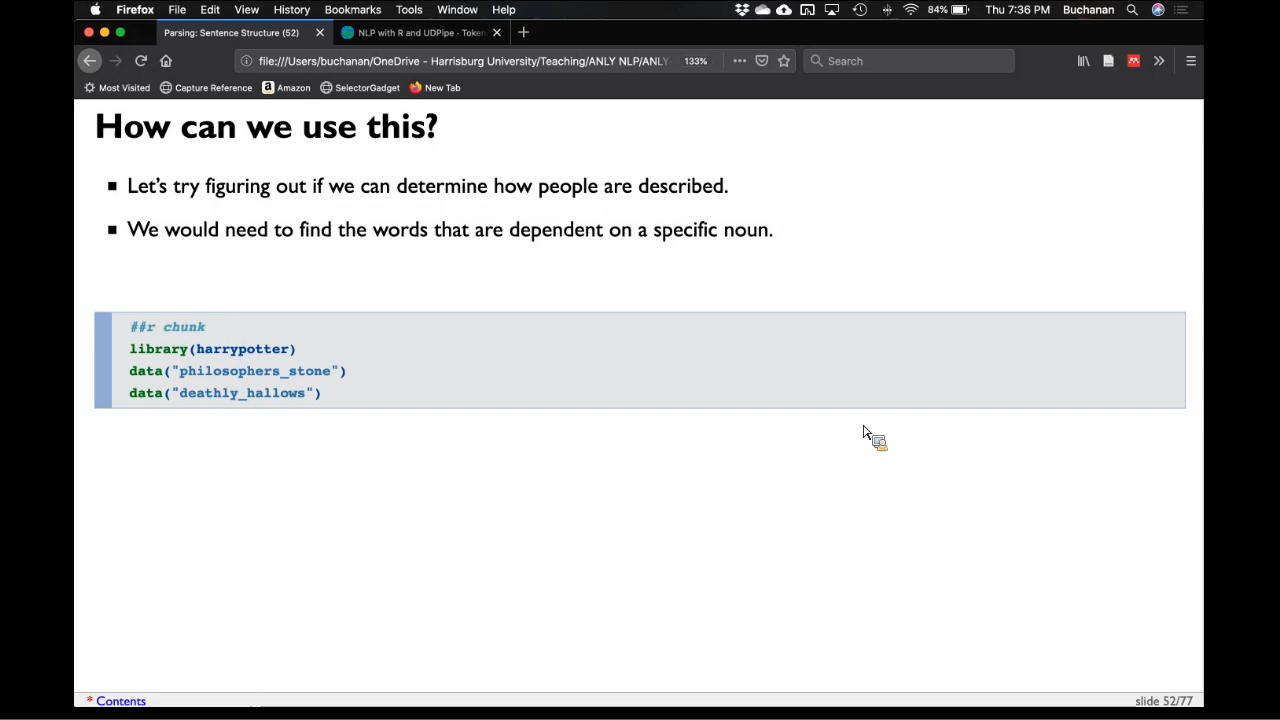 Firefox File Edit View History Bookmarks Tools Window Help 84% Thu 7:36 PM Buchanan
Parsing: Sentence Structure (52) NLP with R and UDPipe - Token
file:///Users/buchanan/OneDrive - Harrisburg University/Teaching/ANLY NLP/ANLY 133% Search
Most Visited Capture Reference Amazon SelectorGadget New Tab
How can we use this?
Let's try figuring out if we can determine how people are described.
We would need to find the words that are dependent on a specific noun.
##r chunk
library(harrypotter)
data("philosophers_stone")
data("deathly_hallows")
* Contents slide 52/77